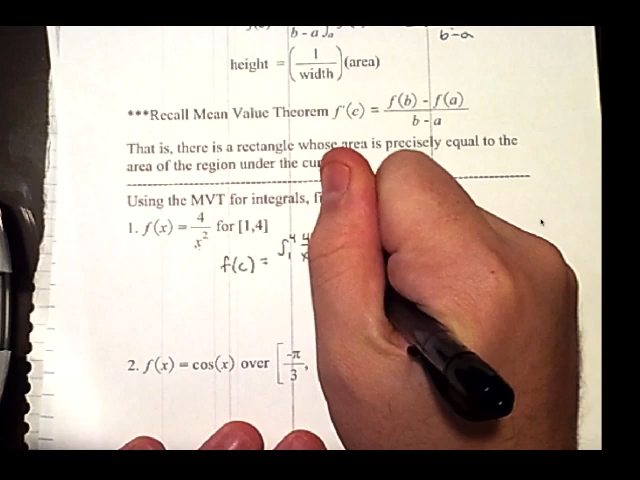 b - a
b - a
height = (1/width)(area)
***Recall Mean Value Theorem f'(c) = f(b) - f(a) / b - a
That is, there is a rectangle whose area is precisely equal to the
area of the region under the
Using the MVT for integrals,
1. f(x) = 4/x² for [1,4]
f(c) = ∫₁⁴ 4/x
2. f(x) = cos(x) over [-π/3,